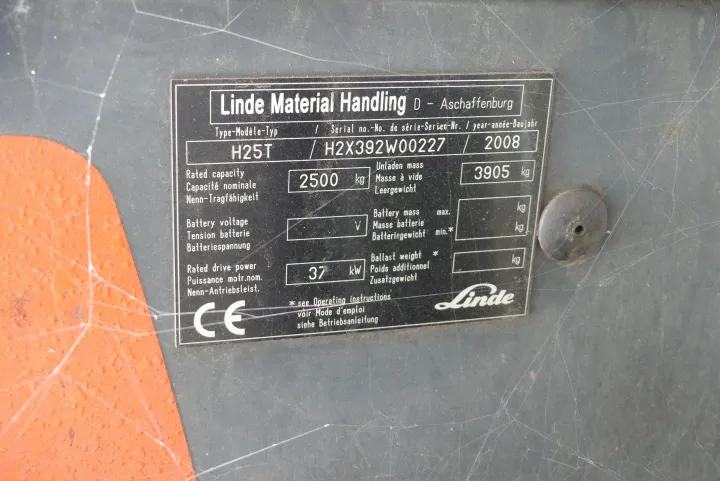 Linde Material Handling D - Aschaffenburg
Type-Modèle-Typ / Serial no.-No. de série-Serien-Nr. / year-année-Baujahr
H25T / H2X392W00227 / 2008
Rated capacity
Capacité nominale
Nenn-Tragfähigkeit
2500 kg
Unladen mass
Masse à vide
Leergewicht
3905 kg
Battery voltage
Tension batterie
Batteriespannung
V
Battery mass max.
Masse batterie
Batteriegewicht min.*
kg
kg
Rated drive power
Puissance motr.nom.
Nenn-Antriebsleist.
37 kW
Ballast weight *
Poids additionnel
Zusatzgewicht
kg
CE
* see Operating instructions
voir Mode d'emploi
siehe Betriebsanleitung
Linde